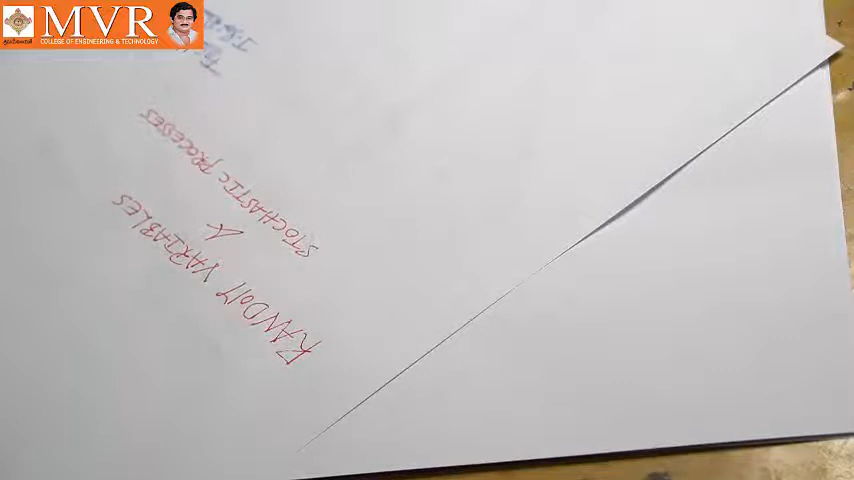 MVR
COLLEGE OF ENGINEERING & TECHNOLOGY
RANDOM VARIABLES
&
STOCHASTIC PROCESSES